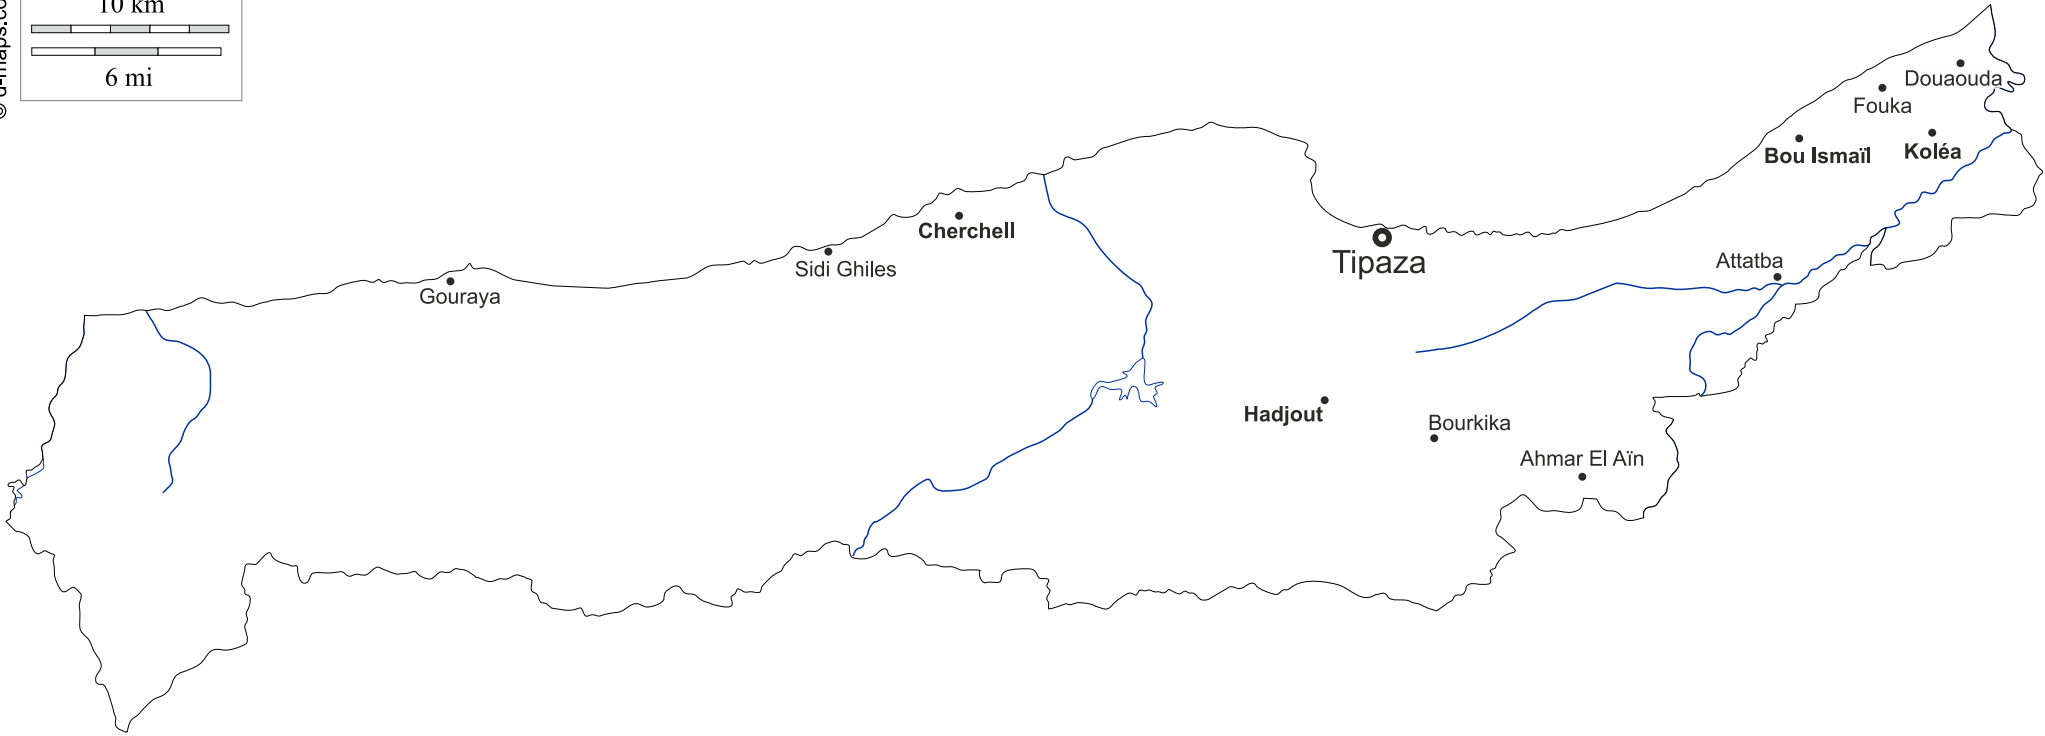 10 km
6 mi
Douaouda
Fouka
Bou Ismaïl
Koléa
Cherchell
Tipaza
Sidi Ghiles
Attatba
Gouraya
Hadjout
Bourkika
Ahmar El Aïn